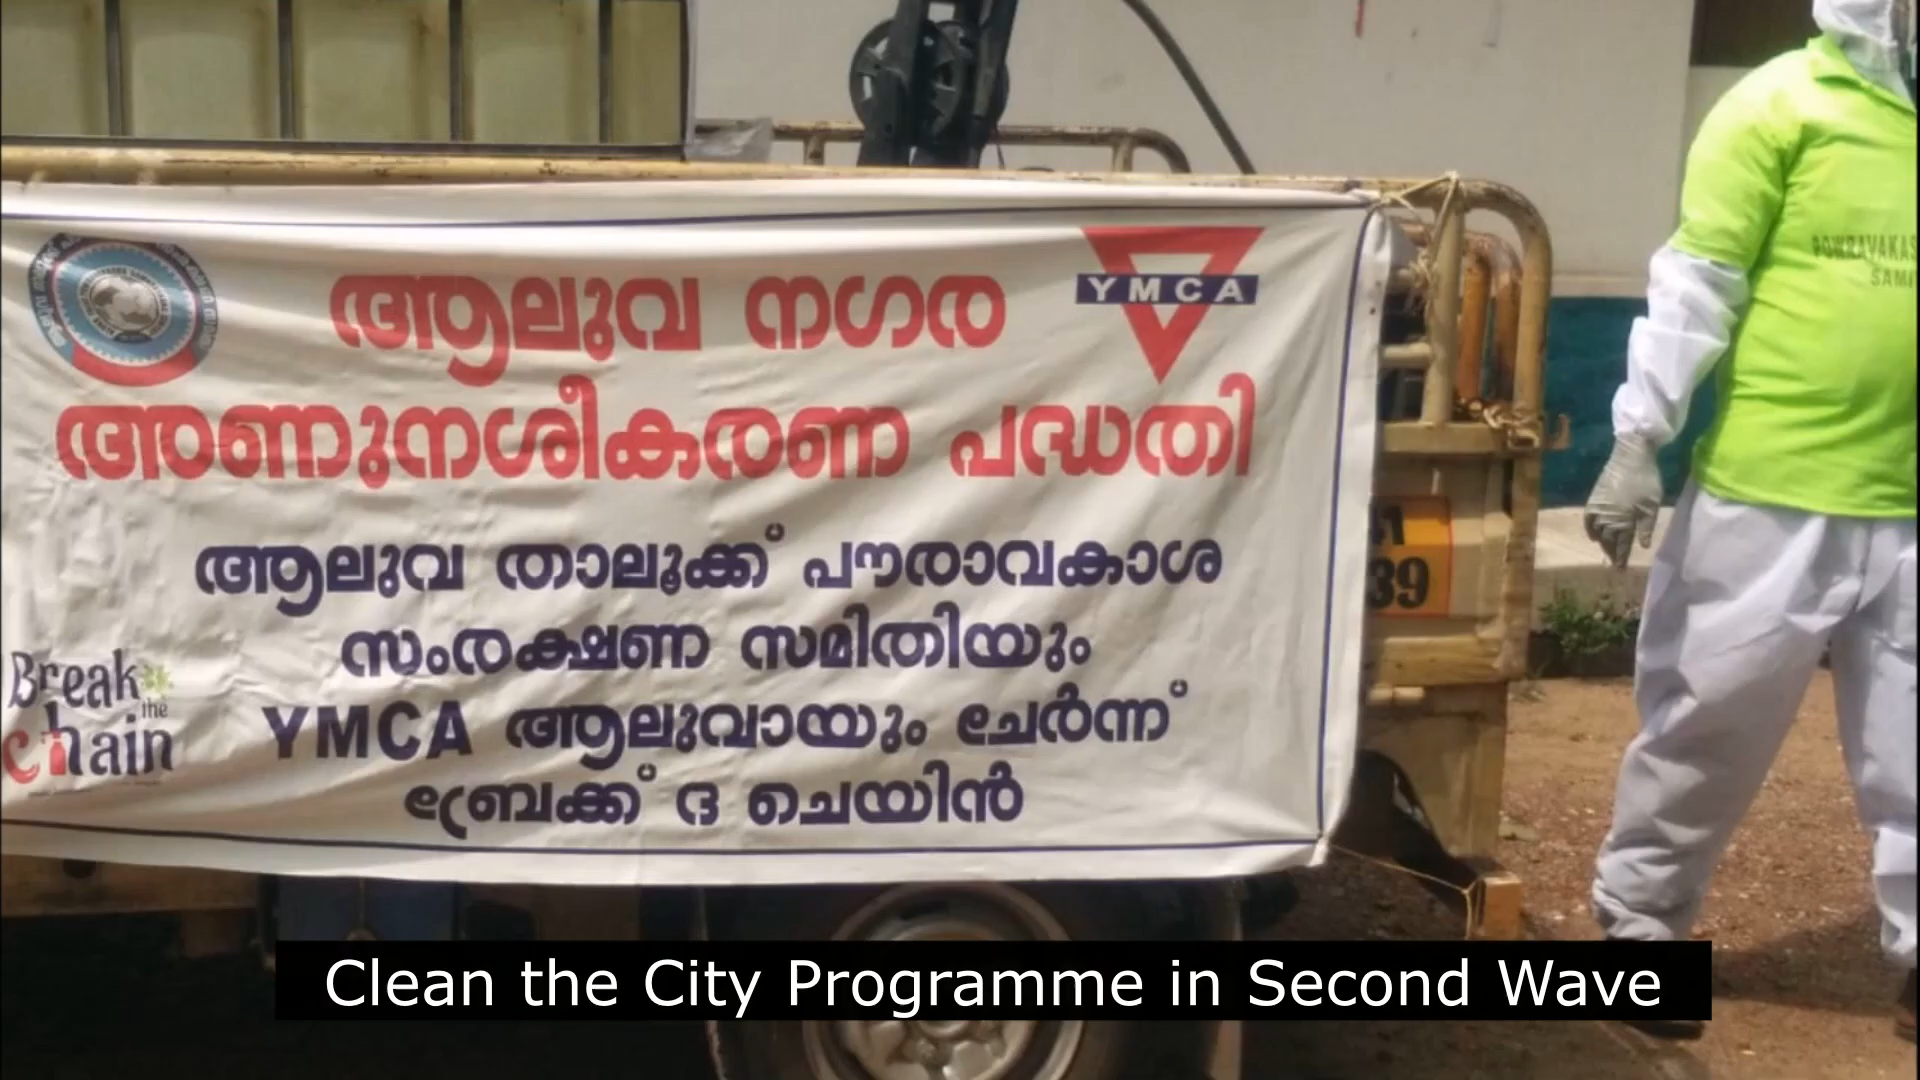 ആലുവ നഗര
YMCA
അണുനശീകരണ പദ്ധതി
ആലുവ താലൂക്ക് പൗരാവകാശ
സംരക്ഷണ സമിതിയും
YMCA ആലുവായും ചേർന്ന്
ബ്രേക്ക് ദ ചെയിൻ
Break
the
chain
39
Clean the City Programme in Second Wave